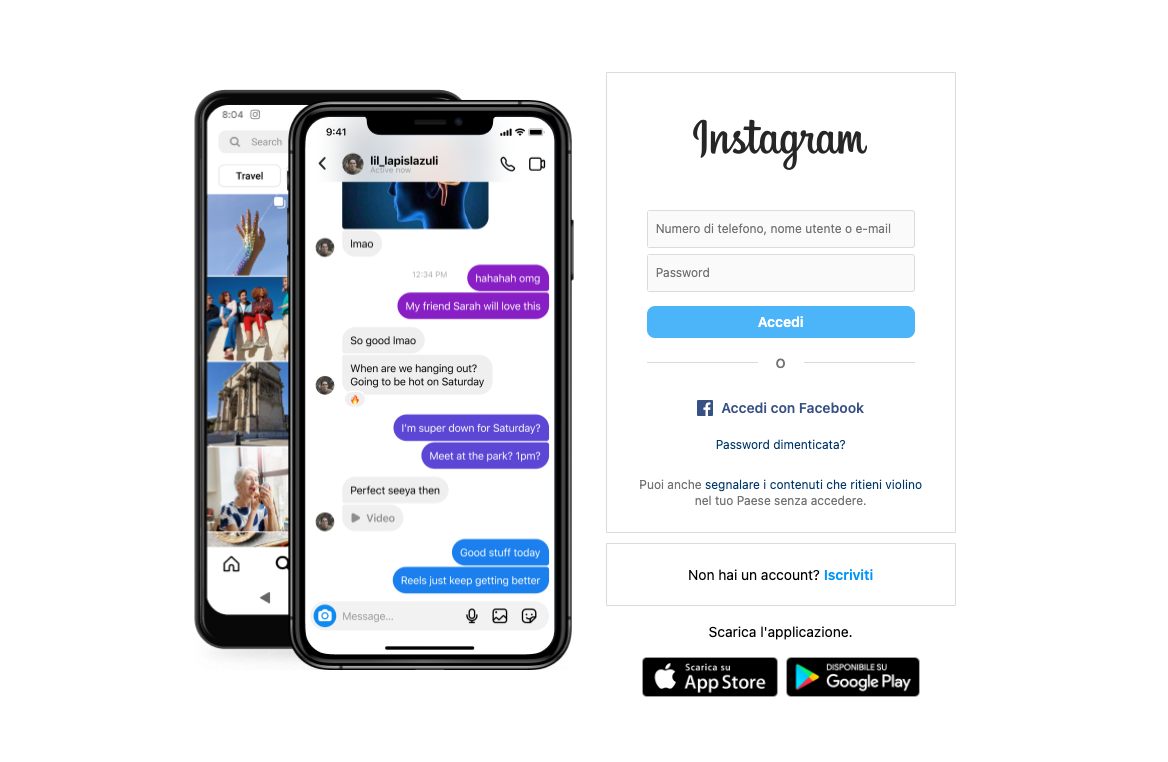 8:04
Search
Travel
9:41
lil_lapislazuli
Active now
lmao
12:34 PM
hahahah omg
My friend Sarah will love this
So good lmao
When are we hanging out?
Going to be hot on Saturday
I'm super down for Saturday?
Meet at the park? 1pm?
Perfect seeya then
Video
Good stuff today
Reels just keep getting better
Message...
Instagram
Numero di telefono, nome utente o e-mail
Password
Accedi
O
Accedi con Facebook
Password dimenticata?
Puoi anche segnalare i contenuti che ritieni violino
nel tuo Paese senza accedere.
Non hai un account? Iscriviti
Scarica l'applicazione.
Scarica su
App Store
DISPONIBILE SU
Google Play